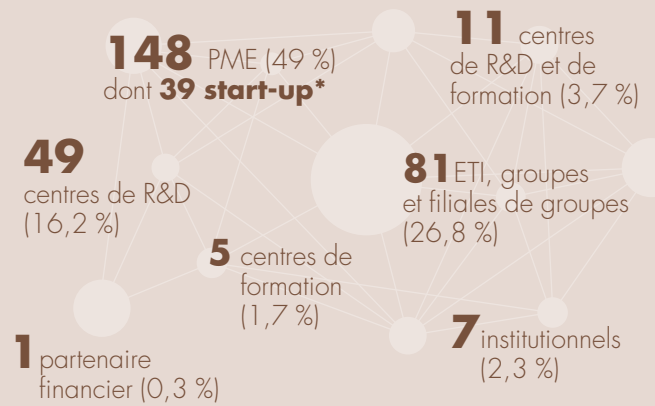 148 PME (49 %)
dont 39 start-up*
11 centres
de R&D et de
formation (3,7 %)
49
centres de R&D
(16,2 %)
81 ETI, groupes
et filiales de groupes
(26,8 %)
5 centres de
formation
(1,7 %)
7 institutionnels
(2,3 %)
1 partenaire
financier (0,3 %)